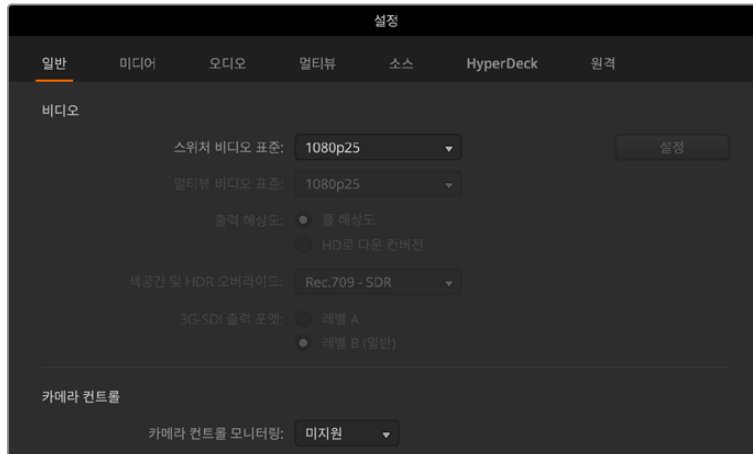 설정
일반 미디어 오디오 멀티뷰 소스 HyperDeck 원격
비디오
스위처 비디오 표준: 1080p25 설정
멀티뷰 비디오 표준: 1080p25
출력 해상도: 풀 해상도
HD로 다운 컨버전
색공간 및 HDR 오버라이드: Rec.709 - SDR
3G-SDI 출력 포맷: 레벨 A
레벨 B (일반)
카메라 컨트롤
카메라 컨트롤 모니터링: 미지원